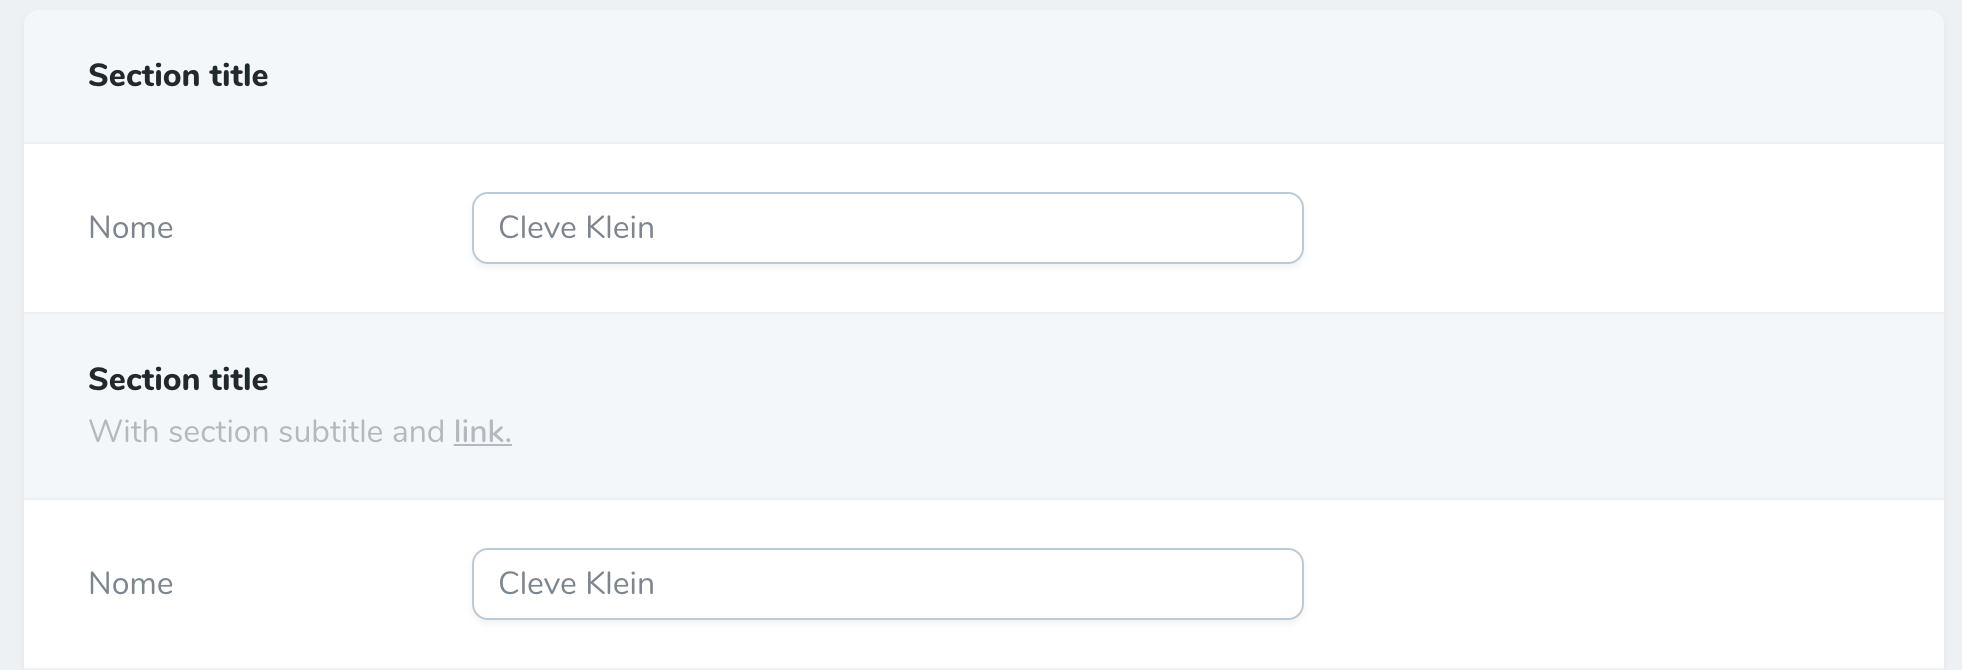 Section title
Nome
Cleve Klein
Section title
With section subtitle and link.
Nome
Cleve Klein